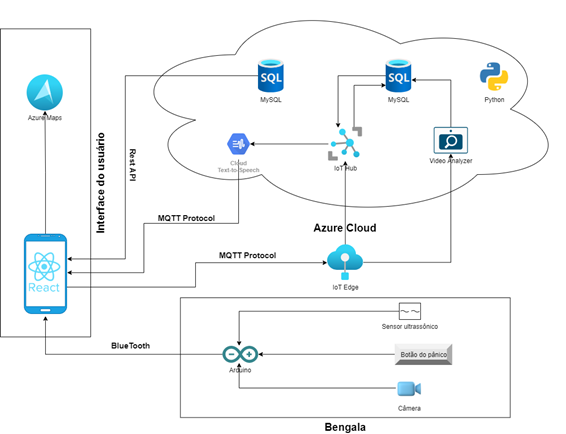 SQL
MySQL
SQL
MySQL
Python
Azure Maps
Interface do usuário
Rest API
Cloud
Text-to-Speech
IoT Hub
Video Analyzer
MQTT Protocol
Azure Cloud
React
MQTT Protocol
IoT Edge
Sensor ultrassônico
BlueTooth
Botão do pânico
Arduino
Câmera
Bengala